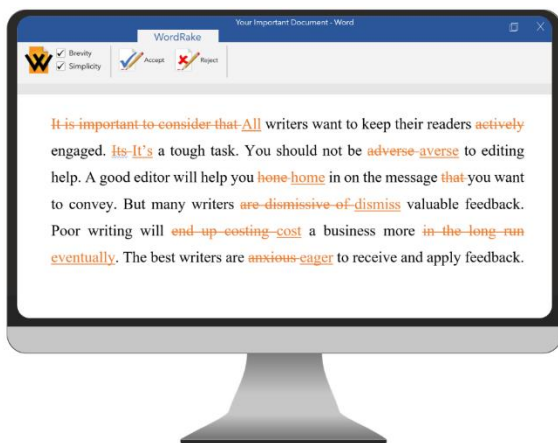 Your Important Document - Word
WordRake
Brevity
Simplicity
Accept
Reject
It is important to consider that All writers want to keep their readers actively
engaged. Its It's a tough task. You should not be adverse averse to editing
help. A good editor will help you hone home in on the message that you want
to convey. But many writers are dismissive of dismiss valuable feedback.
Poor writing will end up costing cost a business more in the long run
eventually. The best writers are anxious eager to receive and apply feedback.